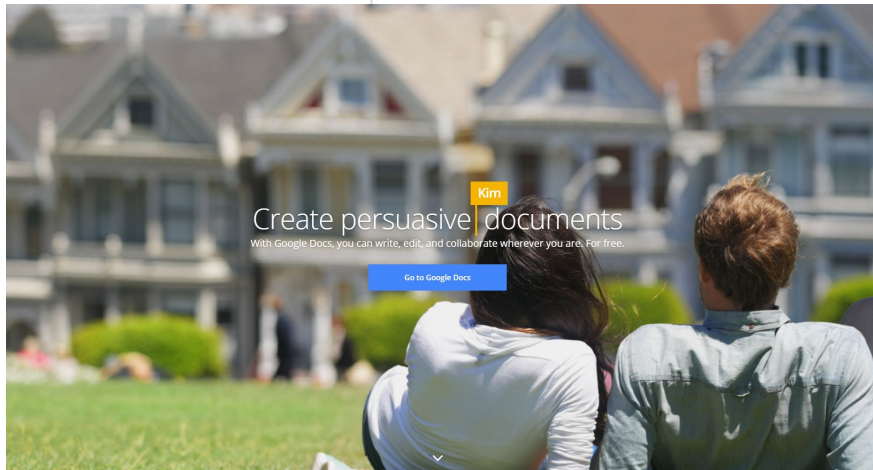 Kim
Create persuasive documents
With Google Docs, you can write, edit, and collaborate wherever you are. For free.
Go to Google Docs